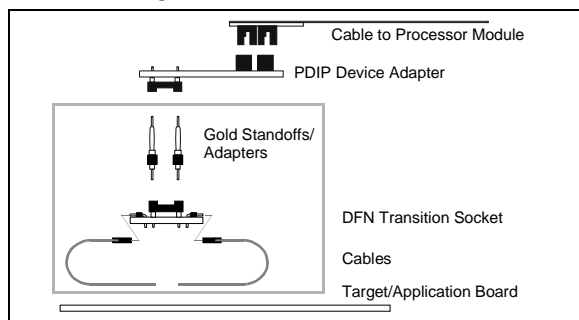 Cable to Processor Module
PDIP Device Adapter
Gold Standoffs/
Adapters
DFN Transition Socket
Cables
Target/Application Board